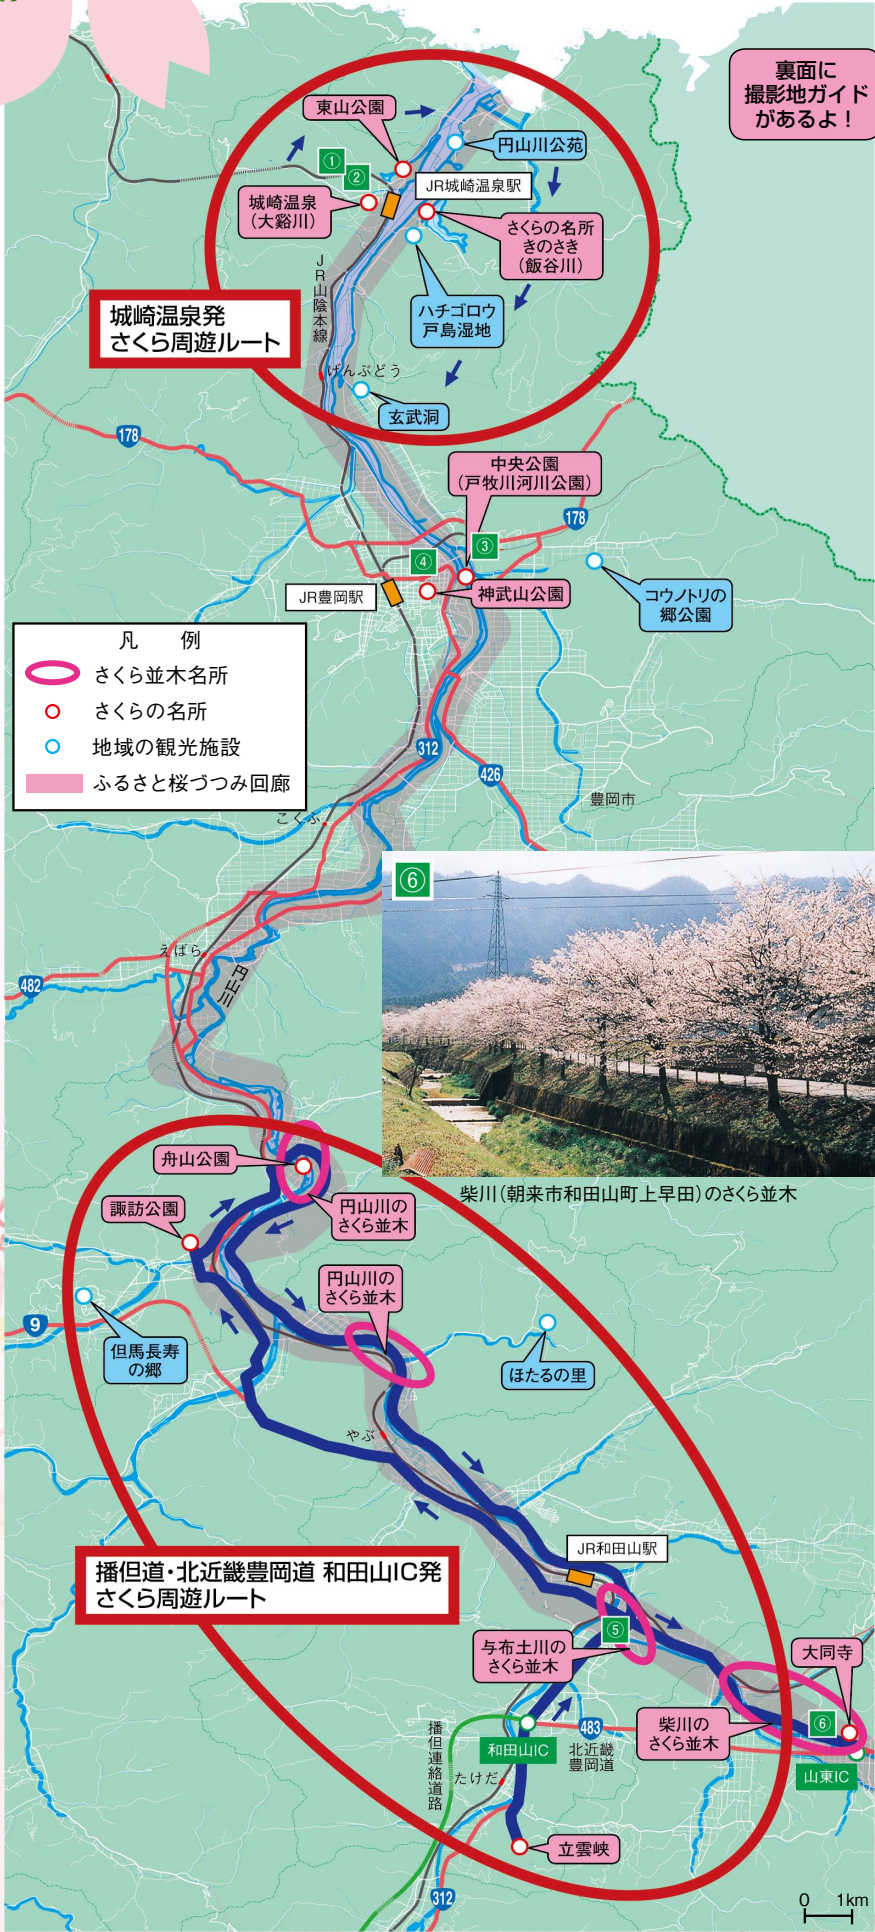 裏面に
撮影地ガイド
があるよ！
東山公園
円山川公苑
①
②
JR城崎温泉駅
城崎温泉
（大谿川）
さくらの名所
きのさき
（飯谷川）
JR山陰本線
ハチゴロウ
戸島湿地
城崎温泉発
さくら周遊ルート
げんぶどう
玄武洞
178
中央公園
（戸牧川河川公園）
178
③
④
JR豊岡駅
神武山公園
コウノトリの
郷公園
凡　例
さくら並木名所
さくらの名所
地域の観光施設
ふるさと桜づつみ回廊
312
426
豊岡市
こくふ
⑥
えばら
482
円山川
柴川（朝来市和田山町上早田）のさくら並木
舟山公園
円山川の
さくら並木
諏訪公園
円山川の
さくら並木
9
但馬長寿
の郷
ほたるの里
やぶ
JR和田山駅
播但道・北近畿豊岡道 和田山IC発
さくら周遊ルート
⑤
与布土川の
さくら並木
大同寺
柴川の
さくら並木
⑥
483
和田山IC
北近畿
豊岡道
播但連絡道路
たけだ
山東IC
立雲峡
312
0　1km